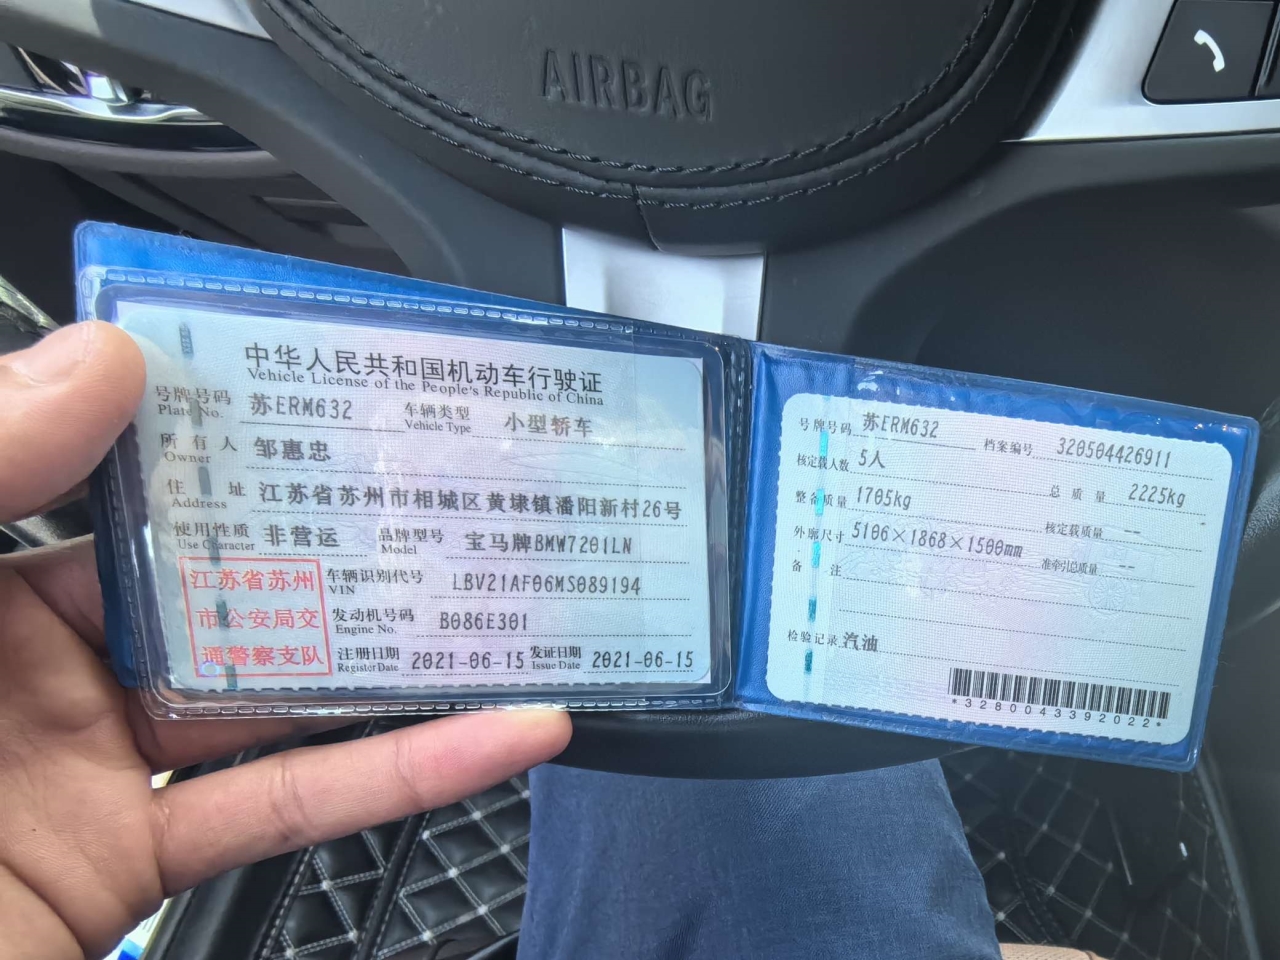 AIRBAG
中华人民共和国机动车行驶证
Vehicle License of the People's Republic of China
号牌号码 苏ERM632 车辆类型 小型轿车
Plate No. Vehicle Type
所有人 邹惠忠
Owner
住址 江苏省苏州市相城区黄埭镇潘阳新村26号
Address
使用性质 非营运 品牌型号 宝马牌BMW7201LN
Use Character Model
江苏省苏州
市公安局交
通警察支队
车辆识别代号 LBV21AF06MS089194
VIN
发动机号码 B086E301
Engine No.
注册日期 2021-06-15 发证日期 2021-06-15
Register Date Issue Date
号牌号码 苏ERM632 档案编号 320504426911
核定载人数 5人 总质量 2225kg
整备质量 1705kg 核定载质量 --
外廓尺寸 5106×1868×1500mm 准牵引总质量 --
备注
检验记录 汽油
*3280043392022*